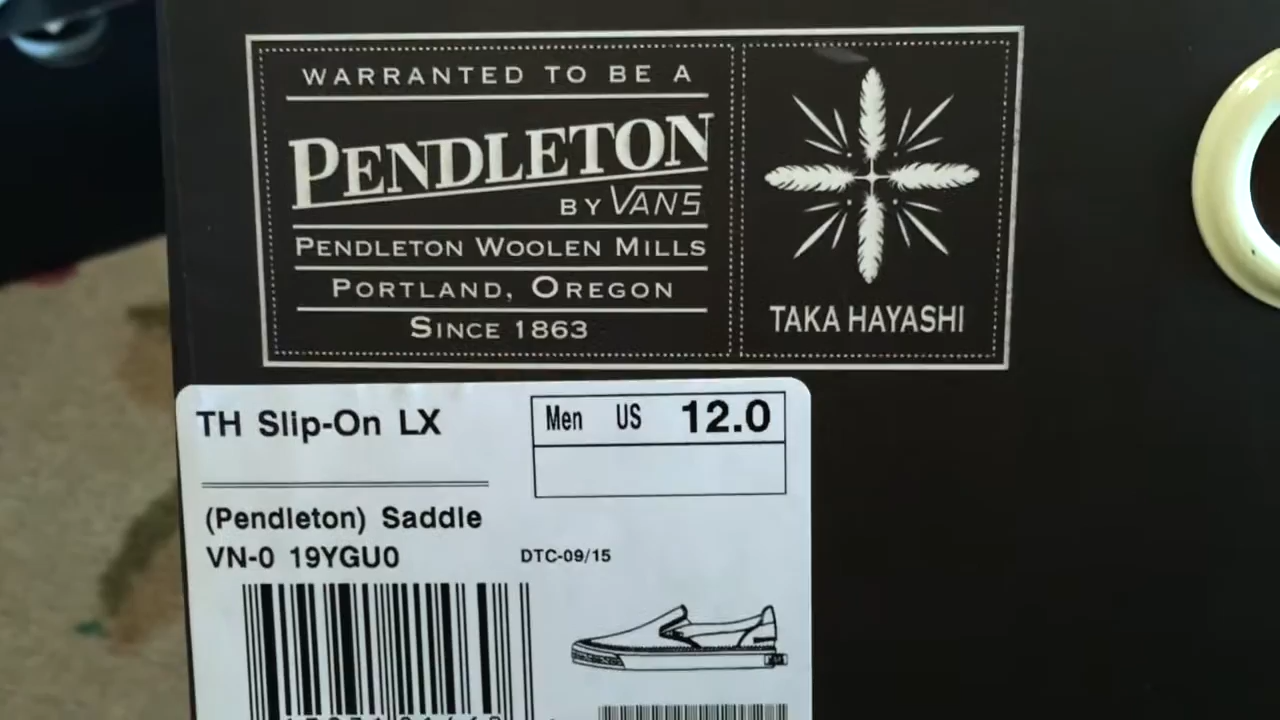 WARRANTED TO BE A
PENDLETON
BY VANS
PENDLETON WOOLEN MILLS
PORTLAND, OREGON
SINCE 1863
TAKA HAYASHI
TH Slip-On LX
Men US 12.0
(Pendleton) Saddle
VN-0 19YGU0
DTC-09/15